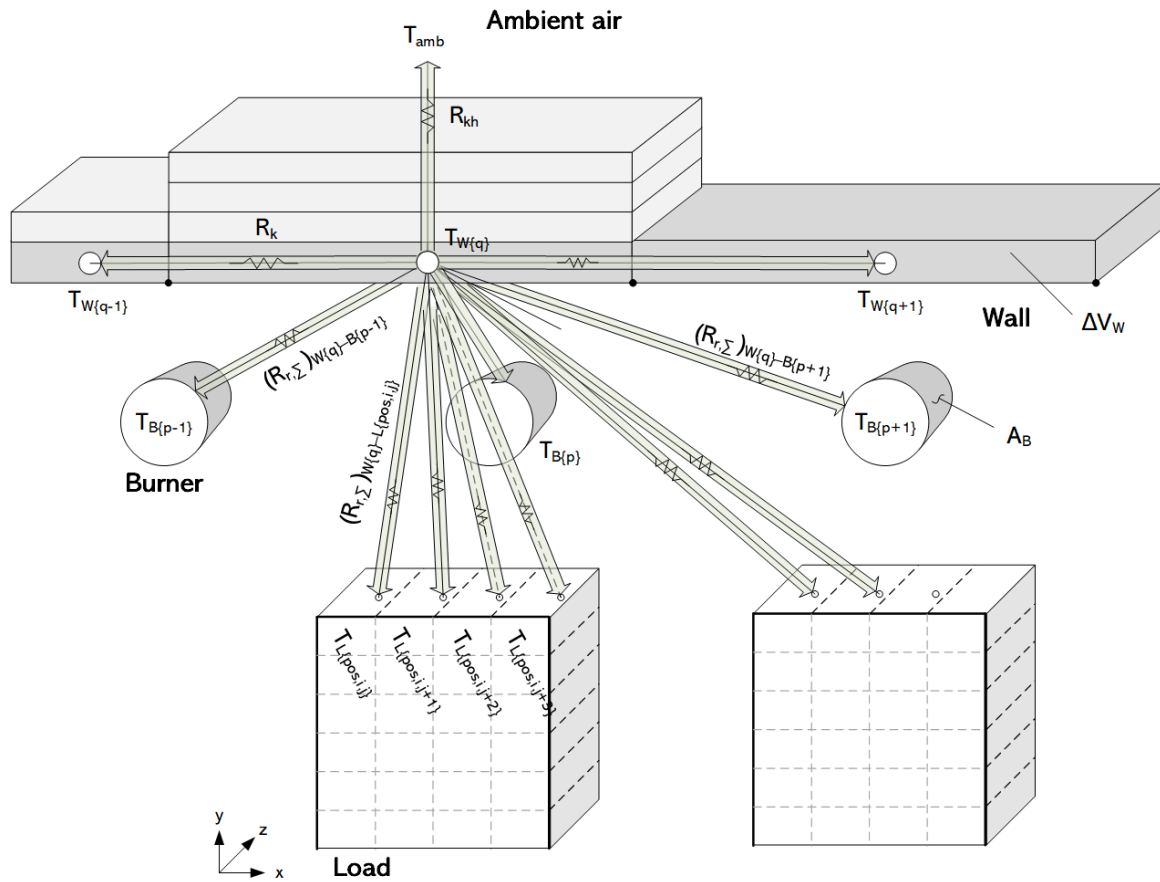 Ambient air
T_amb
R_kh
R_k
T_W{q}
T_W{q-1}
T_W{q+1}
Wall
ΔV_W
(R_r,Σ)_W{q}–B{p-1}
(R_r,Σ)_W{q}–B{p+1}
(R_r,Σ)_W{q}–L{pos,i,j}
T_B{p-1}
T_B{p}
T_B{p+1}
A_B
Burner
T_L{pos,i,j}
T_L{pos,i,j+1}
T_L{pos,i,j+2}
T_L{pos,i,j+3}
y
z
x
Load